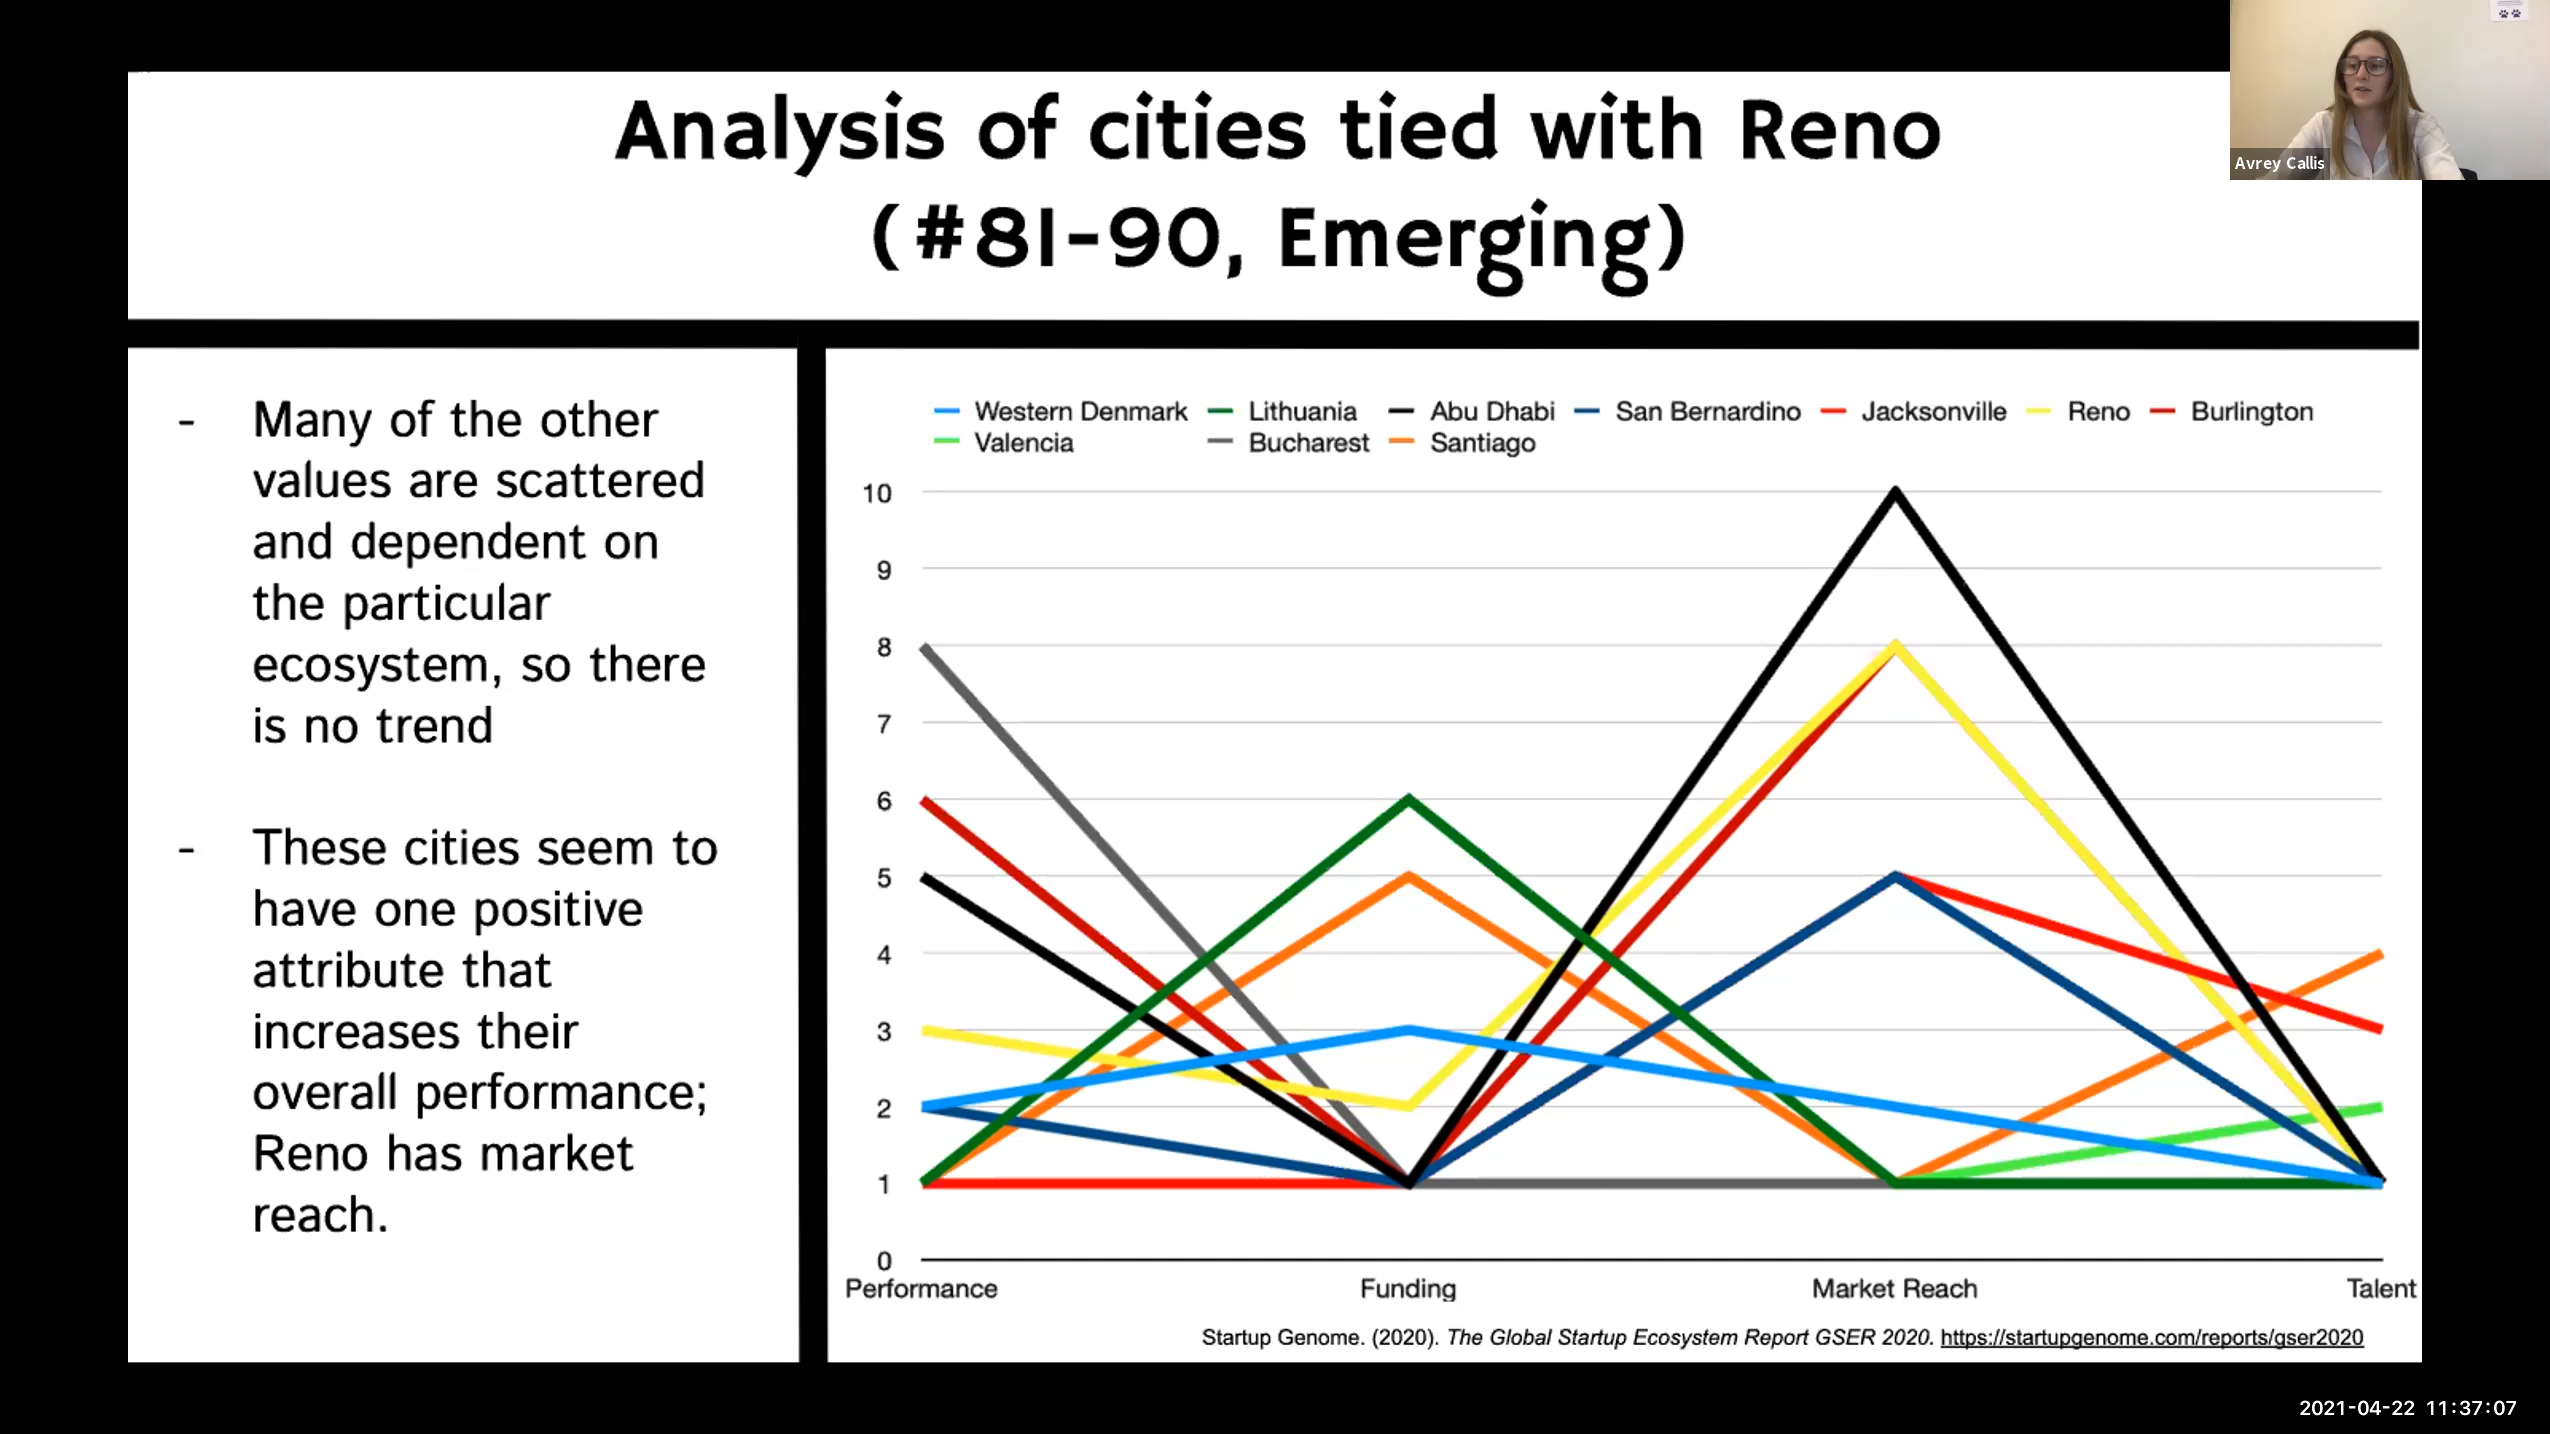 Avrey Callis
Analysis of cities tied with Reno
(#81-90, Emerging)
- Many of the other
values are scattered
and dependent on
the particular
ecosystem, so there
is no trend
- These cities seem to
have one positive
attribute that
increases their
overall performance;
Reno has market
reach.
Western Denmark Lithuania Abu Dhabi San Bernardino Jacksonville Reno Burlington
Valencia Bucharest Santiago
10
9
8
7
6
5
4
3
2
1
0
Performance Funding Market Reach Talent
Startup Genome. (2020). The Global Startup Ecosystem Report GSER 2020. https://startupgenome.com/reports/gser2020
2021-04-22 11:37:07